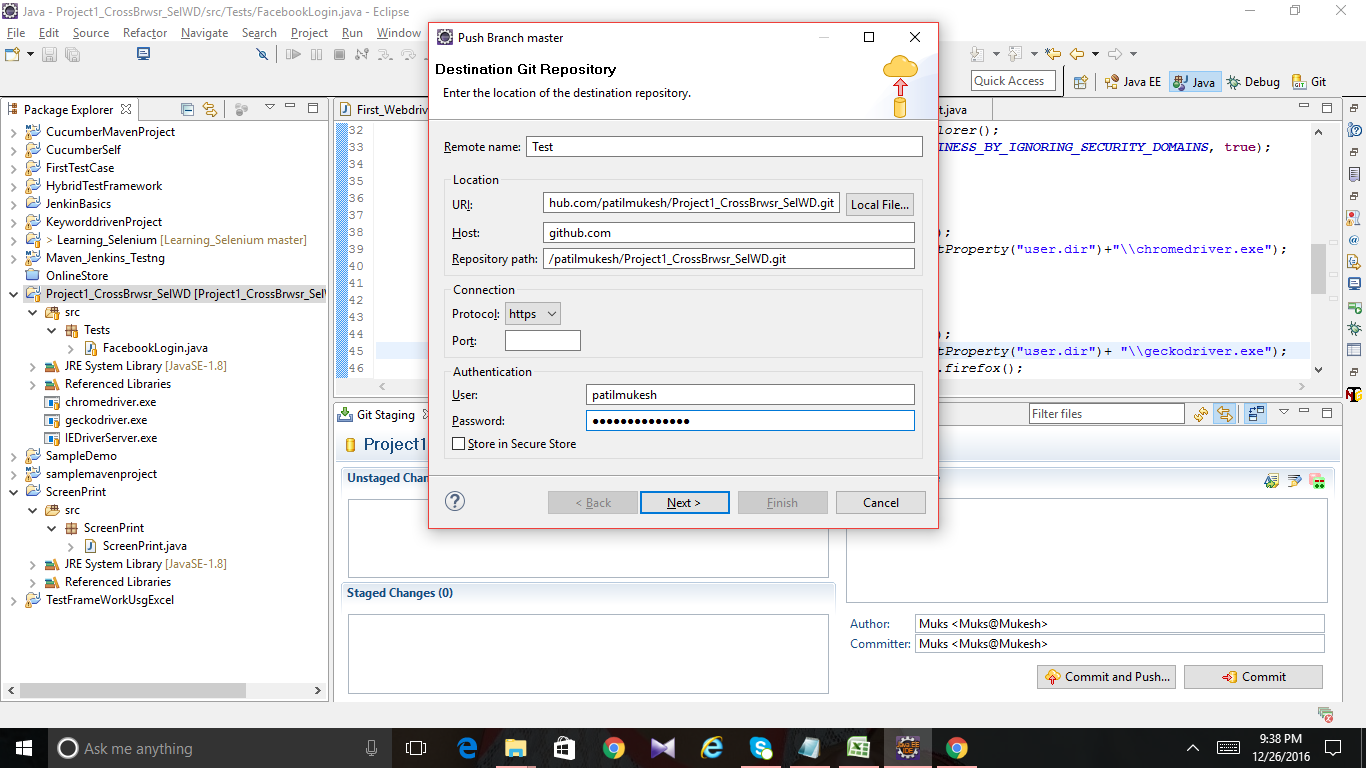 Java - Project1_CrossBrwsr_SelWD/src/Tests/FacebookLogin.java - Eclipse
File Edit Source Refactor Navigate Search Project Run Window
Quick Access
Java EE
Java
Debug
Git
Package Explorer
CucumberMavenProject
CucumberSelf
FirstTestCase
HybridTestFramework
JenkinBasics
KeyworddrivenProject
> Learning_Selenium [Learning_Selenium master]
Maven_Jenkins_Testng
OnlineStore
Project1_CrossBrwsr_SelWD [Project1_CrossBrwsr_SelW
src
Tests
FacebookLogin.java
JRE System Library [JavaSE-1.8]
Referenced Libraries
chromedriver.exe
geckodriver.exe
IEDriverServer.exe
SampleDemo
samplemavenproject
ScreenPrint
src
ScreenPrint
ScreenPrint.java
JRE System Library [JavaSE-1.8]
Referenced Libraries
TestFrameWorkUsgExcel
First_Webdriv
t.java
32 lorer();
33 INESS_BY_IGNORING_SECURITY_DOMAINS, true);
34
35
36
37
38 );
39 tProperty("user.dir")+"\\chromedriver.exe");
40
41
42
43
44 );
45 tProperty("user.dir")+ "\\geckodriver.exe");
46 .firefox();
Push Branch master
Destination Git Repository
Enter the location of the destination repository.
Remote name: Test
Location
URI: hub.com/patilmukesh/Project1_CrossBrwsr_SelWD.git Local File...
Host: github.com
Repository path: /patilmukesh/Project1_CrossBrwsr_SelWD.git
Connection
Protocol: https
Port:
Authentication
User: patilmukesh
Password: ●●●●●●●●●●●●●●
Store in Secure Store
< Back Next > Finish Cancel
Git Staging
Filter files
Project1
Unstaged Chan
Staged Changes (0)
Author: Muks <Muks@Mukesh>
Committer: Muks <Muks@Mukesh>
Commit and Push... Commit
Ask me anything
9:38 PM
12/26/2016